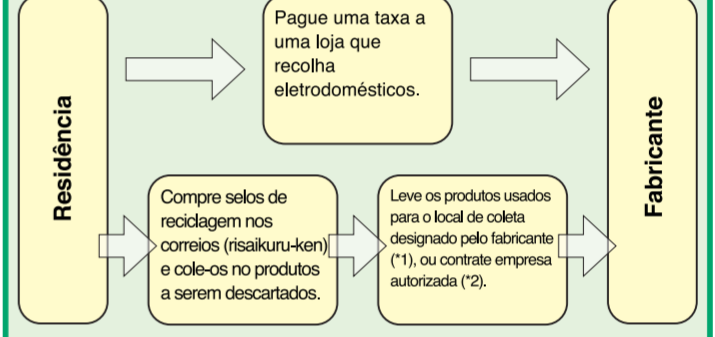 Residência
Pague uma taxa a
uma loja que
recolha
eletrodomésticos.
Compre selos de
reciclagem nos
correios (risaikuru-ken)
e cole-os no produtos
a serem descartados.
Leve os produtos usados
para o local de coleta
designado pelo fabricante
(*1), ou contrate empresa
autorizada (*2).
Fabricante